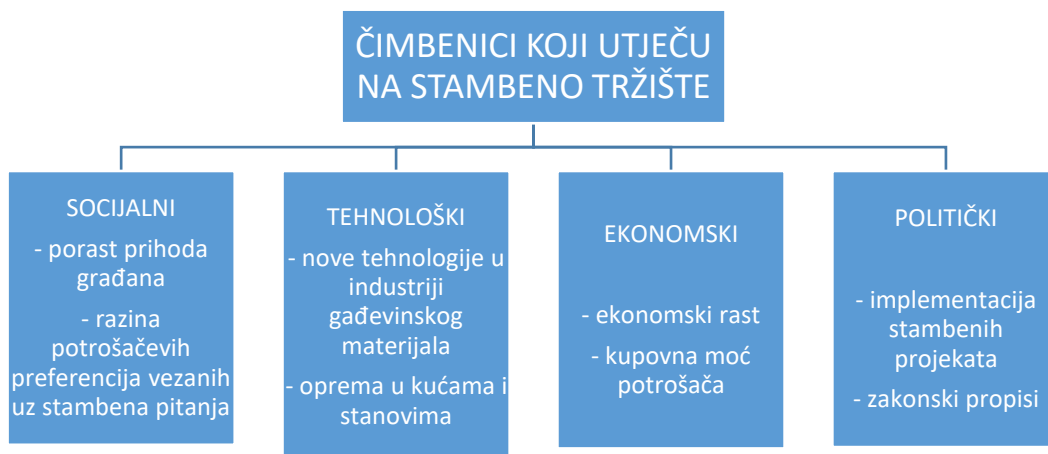 ČIMBENICI KOJI UTJEČU
NA STAMBENO TRŽIŠTE
SOCIJALNI
- porast prihoda
građana
- razina
potrošačevih
preferencija vezanih
uz stambena pitanja
TEHNOLOŠKI
- nove tehnologije u
industriji
gađevinskog
materijala
- oprema u kućama i
stanovima
EKONOMSKI
- ekonomski rast
- kupovna moć
potrošača
POLITIČKI
- implementacija
stambenih
projekata
- zakonski propisi